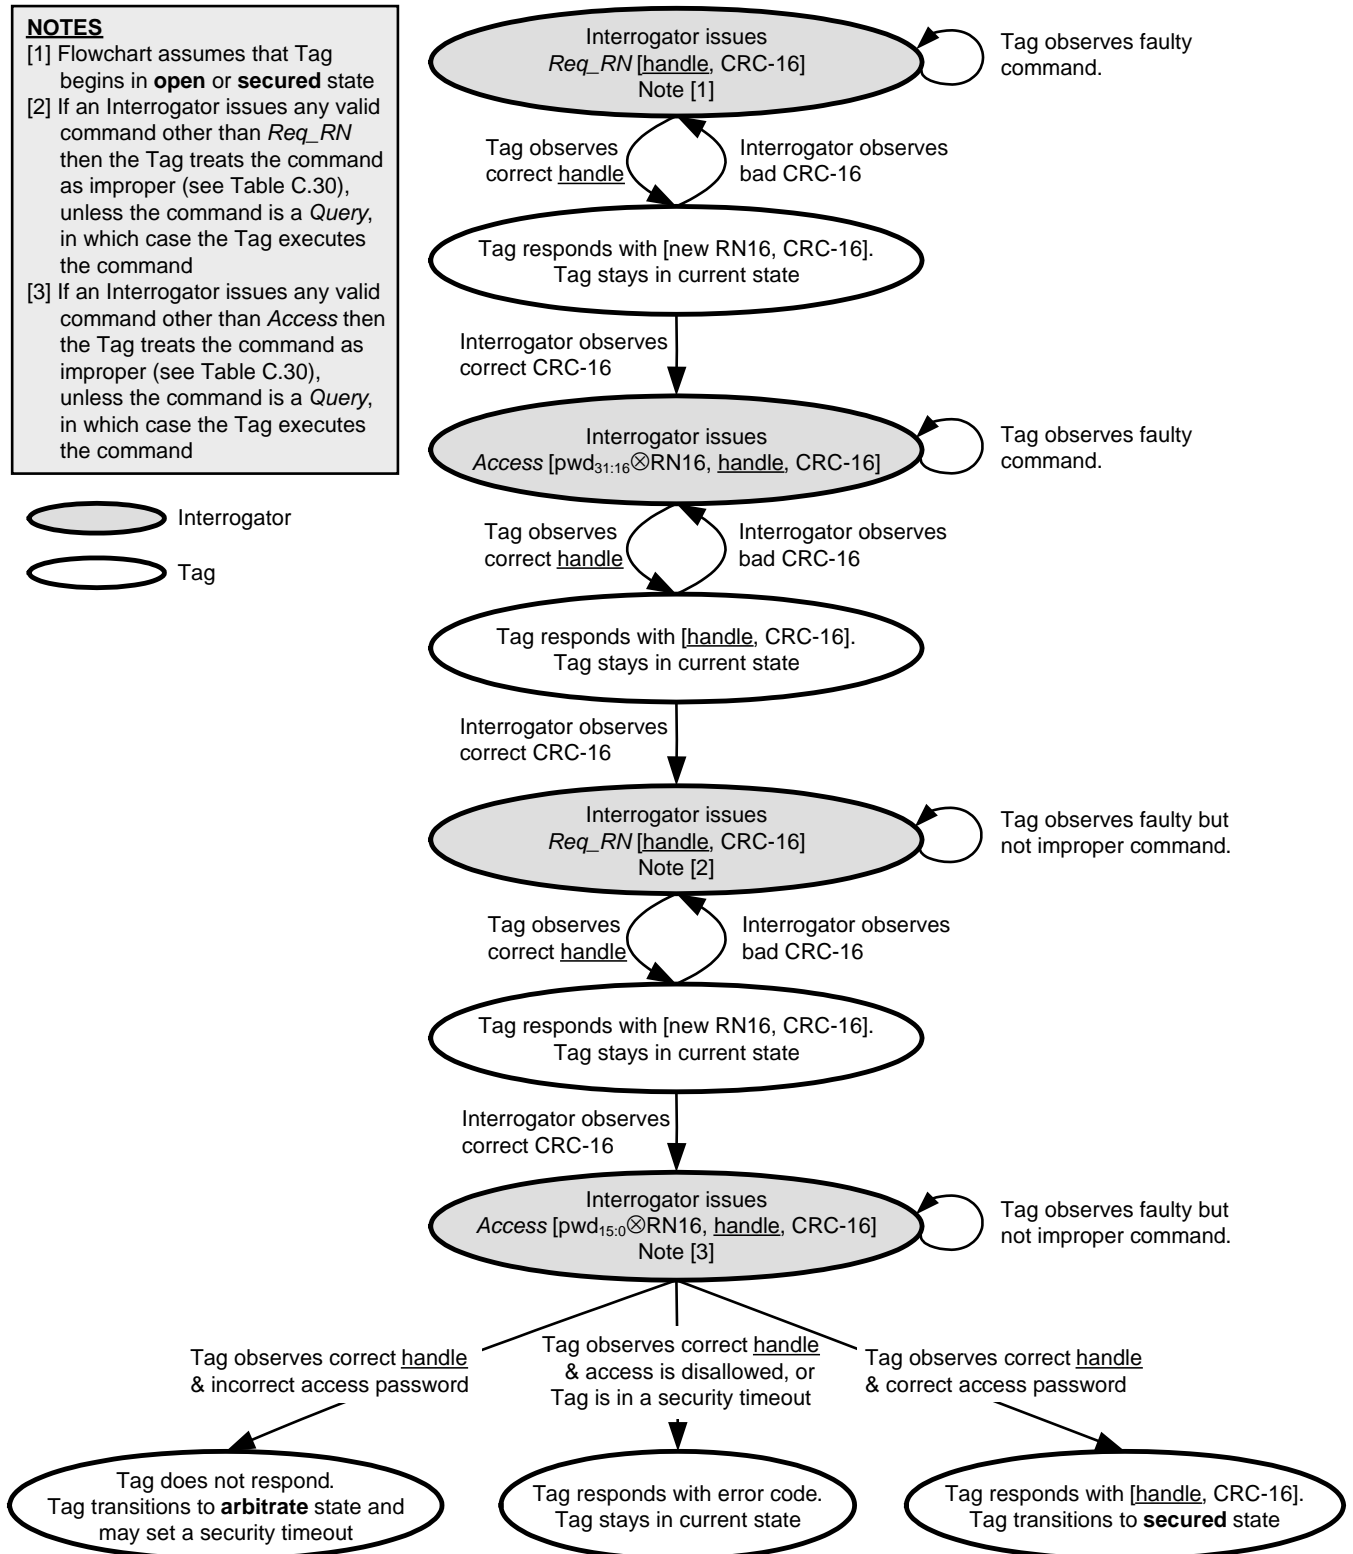 NOTES
[1] Flowchart assumes that Tag
begins in open or secured state
[2] If an Interrogator issues any valid
command other than Req_RN
then the Tag treats the command
as improper (see Table C.30),
unless the command is a Query,
in which case the Tag executes
the command
[3] If an Interrogator issues any valid
command other than Access then
the Tag treats the command as
improper (see Table C.30),
unless the command is a Query,
in which case the Tag executes
the command
Interrogator
Tag
Interrogator issues
Req_RN [handle, CRC-16]
Note [1]
Tag observes faulty
command.
Tag observes
correct handle
Interrogator observes
bad CRC-16
Tag responds with [new RN16, CRC-16].
Tag stays in current state
Interrogator observes
correct CRC-16
Interrogator issues
Access [pwd31:16⊗RN16, handle, CRC-16]
Tag observes faulty
command.
Tag observes
correct handle
Interrogator observes
bad CRC-16
Tag responds with [handle, CRC-16].
Tag stays in current state
Interrogator observes
correct CRC-16
Interrogator issues
Req_RN [handle, CRC-16]
Note [2]
Tag observes faulty but
not improper command.
Tag observes
correct handle
Interrogator observes
bad CRC-16
Tag responds with [new RN16, CRC-16].
Tag stays in current state
Interrogator observes
correct CRC-16
Interrogator issues
Access [pwd15:0⊗RN16, handle, CRC-16]
Note [3]
Tag observes faulty but
not improper command.
Tag observes correct handle
& incorrect access password
Tag observes correct handle
& access is disallowed, or
Tag is in a security timeout
Tag observes correct handle
& correct access password
Tag does not respond.
Tag transitions to arbitrate state and
may set a security timeout
Tag responds with error code.
Tag stays in current state
Tag responds with [handle, CRC-16].
Tag transitions to secured state